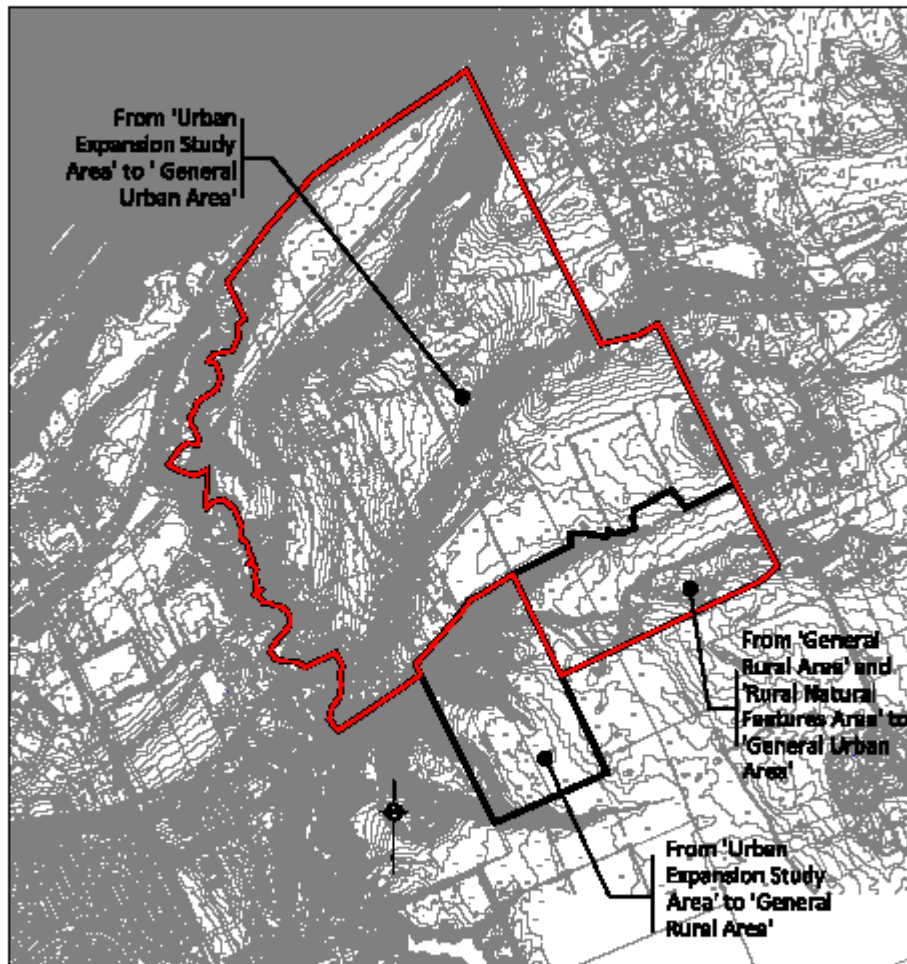 From 'Urban
Expansion Study
Area' to ' General
Urban Area'
From 'General
Rural Area' and
'Rural Natural
Features Area' to
'General Urban
Area'
From 'Urban
Expansion Study
Area' to 'General
Rural Area'